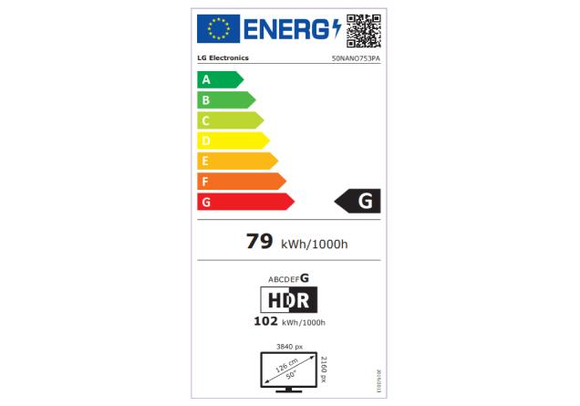 ENERG
LG Electronics 50NANO753PA
A
B
C
D
E
F
G G
79 kWh/1000h
ABCDEFG
HDR
102 kWh/1000h
3840 px
126 cm
50"
2160 px